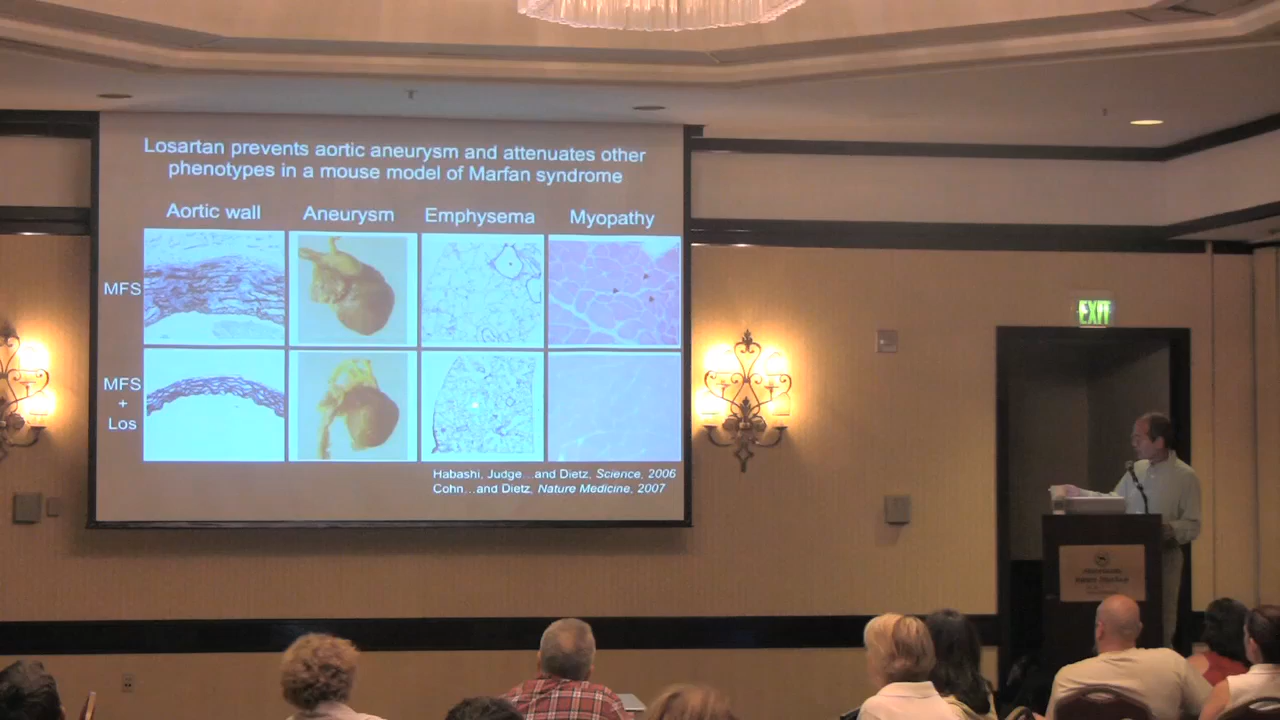 Losartan prevents aortic aneurysm and attenuates other
phenotypes in a mouse model of Marfan syndrome
Aortic wall Aneurysm Emphysema Myopathy
MFS
MFS
+
Los
Habashi, Judge...and Dietz, Science, 2006
Cohn...and Dietz, Nature Medicine, 2007
EXIT